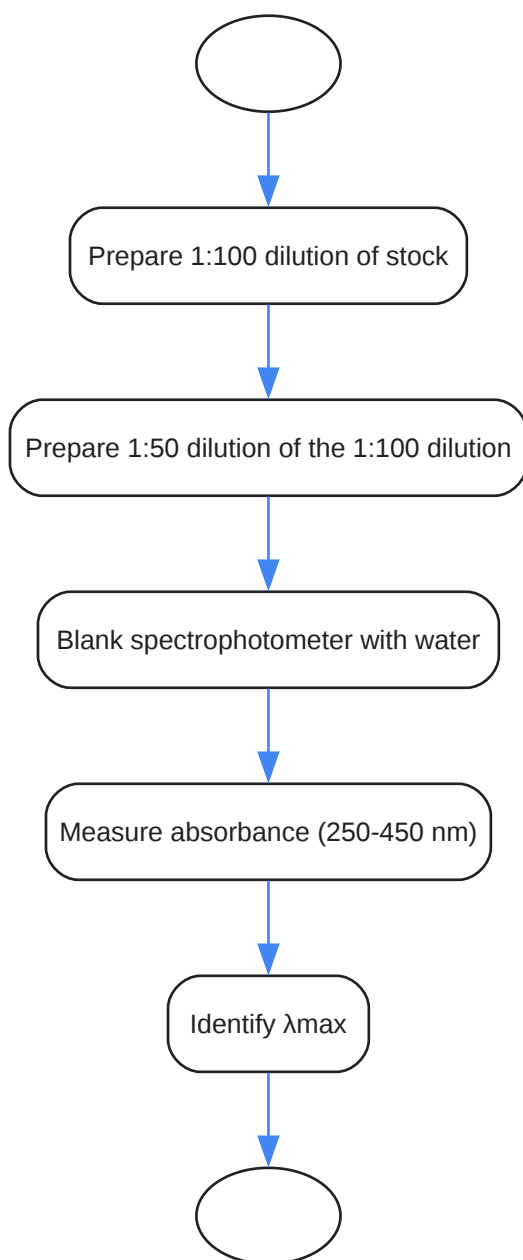 Prepare 1:100 dilution of stock
Prepare 1:50 dilution of the 1:100 dilution
Blank spectrophotometer with water
Measure absorbance (250-450 nm)
Identify λmax